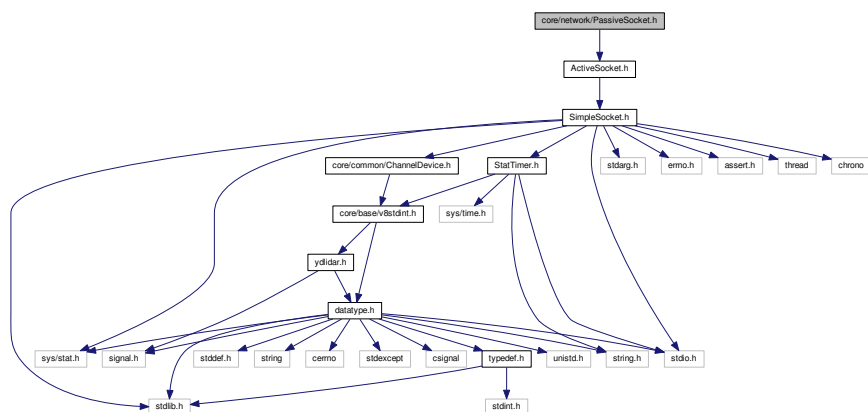 core/network/PassiveSocket.h
ActiveSocket.h
SimpleSocket.h
core/common/ChannelDevice.h
StatTimer.h
stdarg.h
errno.h
assert.h
thread
chrono
core/base/v8stdint.h
sys/time.h
ydlidar.h
datatype.h
sys/stat.h
signal.h
stddef.h
string
cerrno
stdexcept
csignal
typedef.h
unistd.h
string.h
stdio.h
stdlib.h
stdint.h